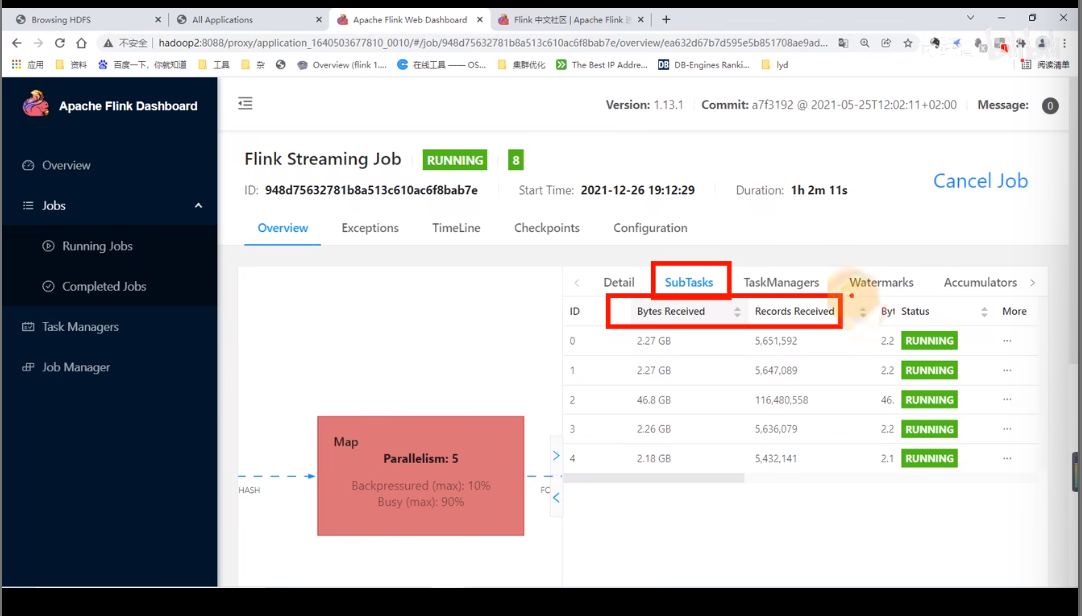 Browsing HDFS
All Applications
Apache Flink Web Dashboard
Flink 中文社区 | Apache Flink
不安全 | hadoop2:8088/proxy/application_1640503677710_0010/#/job/948d75632781b8a513c610ac6f8bab7e/overview/ea632d67b7d595e5b851708ae9ad...
应用 资料 百度一下，你就知道 工具 杂 Overview (flink 1.... 在线工具 —— OS... 集群优化 The Best IP Addre... DB-Engines Ranki... lyd 阅读清单
Apache Flink Dashboard
Version: 1.13.1 Commit: a7f3192 @ 2021-05-25T12:02:11+02:00 Message: 0
Overview
Jobs
Running Jobs
Completed Jobs
Task Managers
Job Manager
Flink Streaming Job RUNNING 8
ID: 948d75632781b8a513c610ac6f8bab7e Start Time: 2021-12-26 19:12:29 Duration: 1h 2m 11s
Cancel Job
Overview Exceptions TimeLine Checkpoints Configuration
HASH
Map
Parallelism: 5
Backpressured (max): 10%
Busy (max): 90%
FO
Detail SubTasks TaskManagers Watermarks Accumulators
ID Bytes Received Records Received Byt Status More
0 2.27 GB 5,651,592 2.2 RUNNING ...
1 2.27 GB 5,647,089 2.2 RUNNING ...
2 46.8 GB 116,480,558 46. RUNNING ...
3 2.26 GB 5,636,079 2.2 RUNNING ...
4 2.18 GB 5,432,141 2.1 RUNNING ...